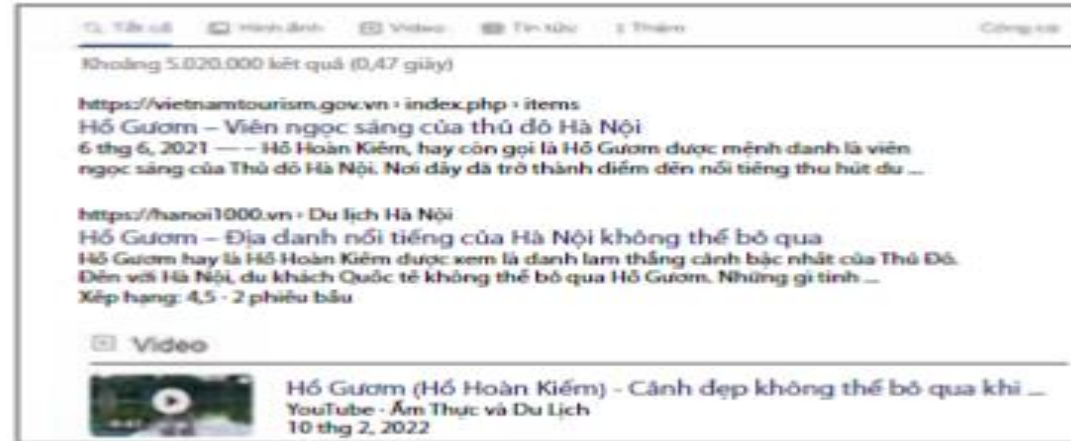 Tất cả Hình ảnh Video Tin tức Thêm Công cụ
Khoảng 5.020.000 kết quả (0,47 giây)
https://vietnamtourism.gov.vn › index.php › items
Hồ Gươm – Viên ngọc sáng của thủ đô Hà Nội
6 thg 6, 2021 — – Hồ Hoàn Kiếm, hay còn gọi là Hồ Gươm được mệnh danh là viên
ngọc sáng của Thủ đô Hà Nội. Nơi đây đã trở thành điểm đến nổi tiếng thu hút du ...
https://hanoi1000.vn › Du lịch Hà Nội
Hồ Gươm – Địa danh nổi tiếng của Hà Nội không thể bỏ qua
Hồ Gươm hay là Hồ Hoàn Kiếm được xem là danh lam thắng cảnh bậc nhất của Thủ Đô.
Đến với Hà Nội, du khách Quốc tế không thể bỏ qua Hồ Gươm. Những gì tinh ...
Xếp hạng: 4,5 · 2 phiếu bầu
Video
Hồ Gươm (Hồ Hoàn Kiếm) - Cảnh đẹp không thể bỏ qua khi ...
YouTube · Ẩm Thực và Du Lịch
10 thg 2, 2022